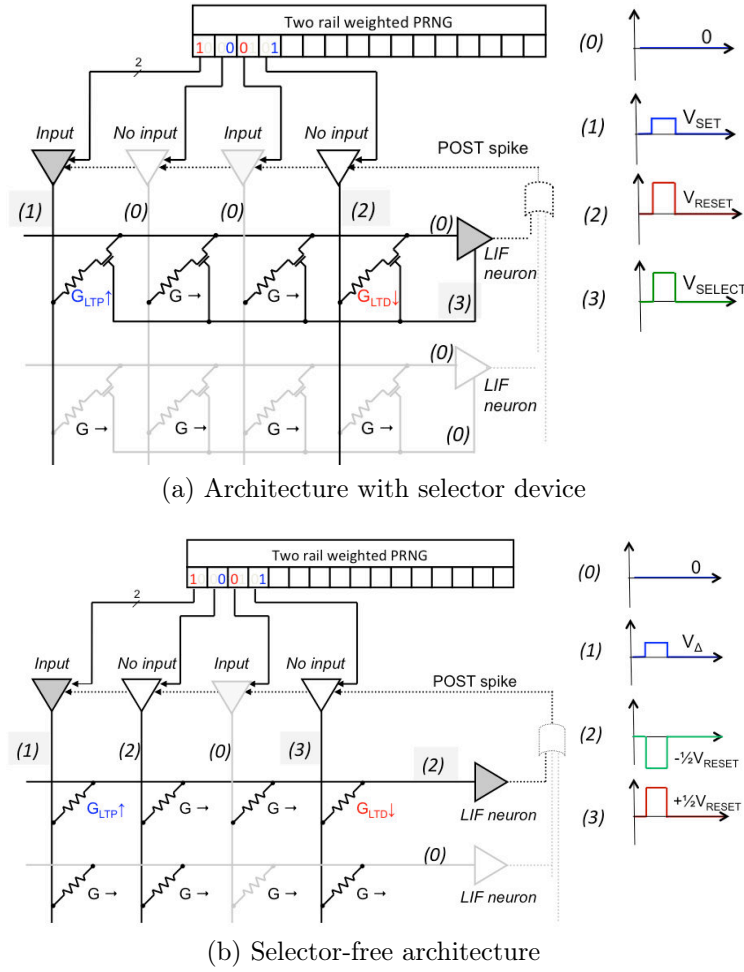 Two rail weighted PRNG
1 0 0 1
2
Input No input Input No input
POST spike
(1) (0) (0) (2) (0)
LIF
neuron
G_LTP↑ G → G_LTD↓ (3)
(0)
LIF
neuron
G → G → G → G → (0)
(0) 0
(1) V_SET
(2) V_RESET
(3) V_SELECT
(a) Architecture with selector device
Two rail weighted PRNG
1 0 0 1
2
Input No input Input No input
POST spike
(1) (2) (0) (3) (2)
G_LTP↑ G → G → G_LTD↓ LIF neuron
(0)
G → G → G → G → LIF neuron
(0) 0
(1) V_Δ
(2) -½V_RESET
(3) +½V_RESET
(b) Selector-free architecture